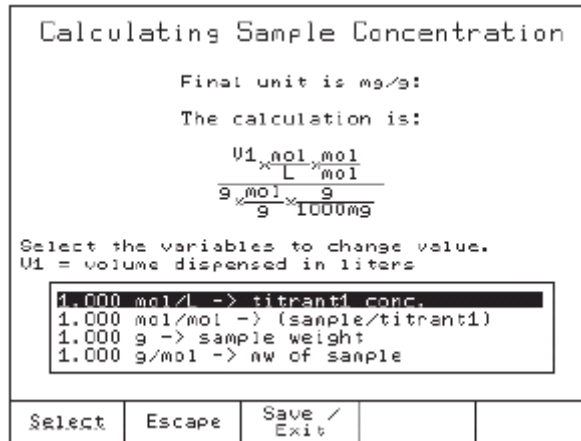 Calculating Sample Concentration
Final unit is mg/g:
The calculation is:
V1 × mol/L × mol/mol
g × mol/g × g/1000mg
Select the variables to change value.
V1 = volume dispensed in liters
1.000 mol/L -> titrant1 conc.
1.000 mol/mol -> (sample/titrant1)
1.000 g -> sample weight
1.000 g/mol -> mw of sample
Select
Escape
Save /
Exit